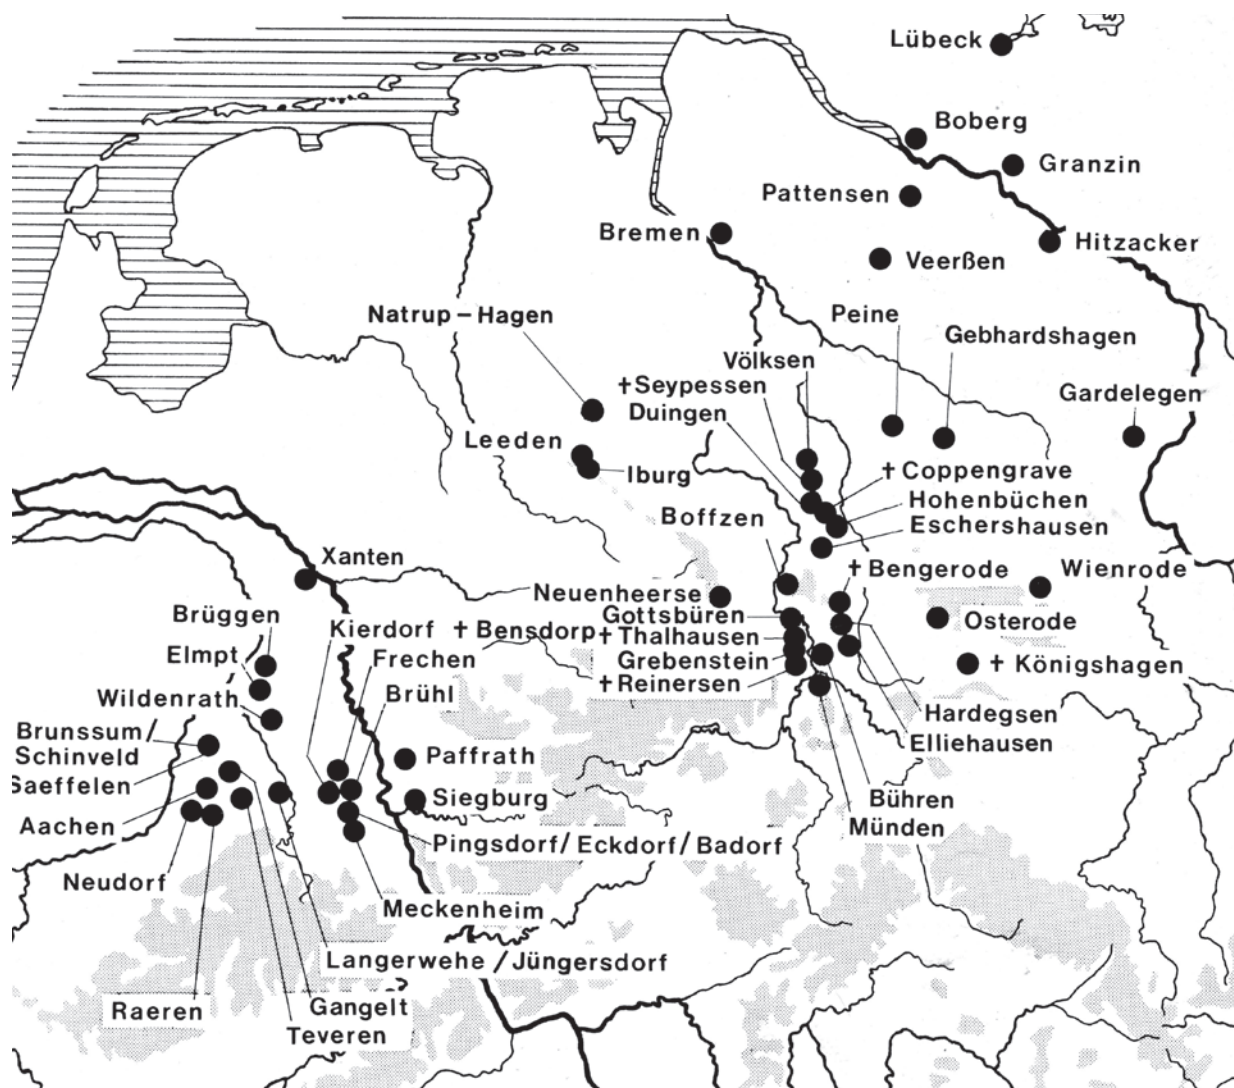 Lübeck
Boberg
Granzin
Pattensen
Bremen
Hitzacker
Veerßen
Natrup – Hagen
Peine
Gebhardshagen
Völksen
† Seypessen
Gardelegen
Duingen
Leeden
Iburg
† Coppengrave
Hohenbüchen
Boffzen
Eschershausen
Xanten
† Bengerode
Wienrode
Neuenheerse
Brüggen
Gottsbüren
Osterode
Kierdorf
† Bensdorp
† Thalhausen
Elmpt
Frechen
Grebenstein
† Königshagen
Wildenrath
Brühl
† Reinersen
Hardegsen
Brunssum/
Schinveld
Elliehausen
Paffrath
Saeffelen
Siegburg
Bühren
Aachen
Münden
Pingsdorf/Eckdorf/Badorf
Neudorf
Meckenheim
Langerwehe / Jüngersdorf
Raeren
Gangelt
Teveren